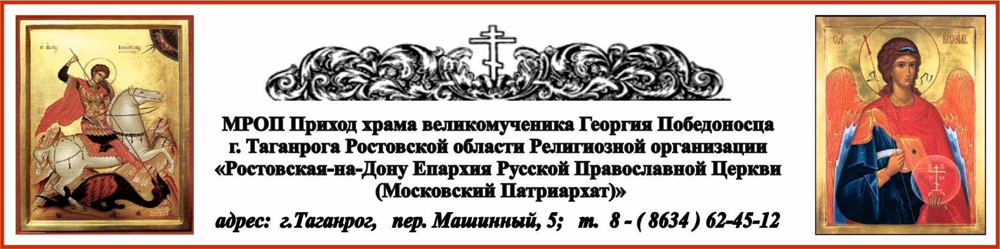 МРОП Приход храма великомученика Георгия Победоносца
г. Таганрога Ростовской области Религиозной организации
«Ростовская-на-Дону Епархия Русской Православной Церкви
(Московский Патриархат)»
адрес: г.Таганрог, пер. Машинный, 5; т. 8 - ( 8634 ) 62-45-12